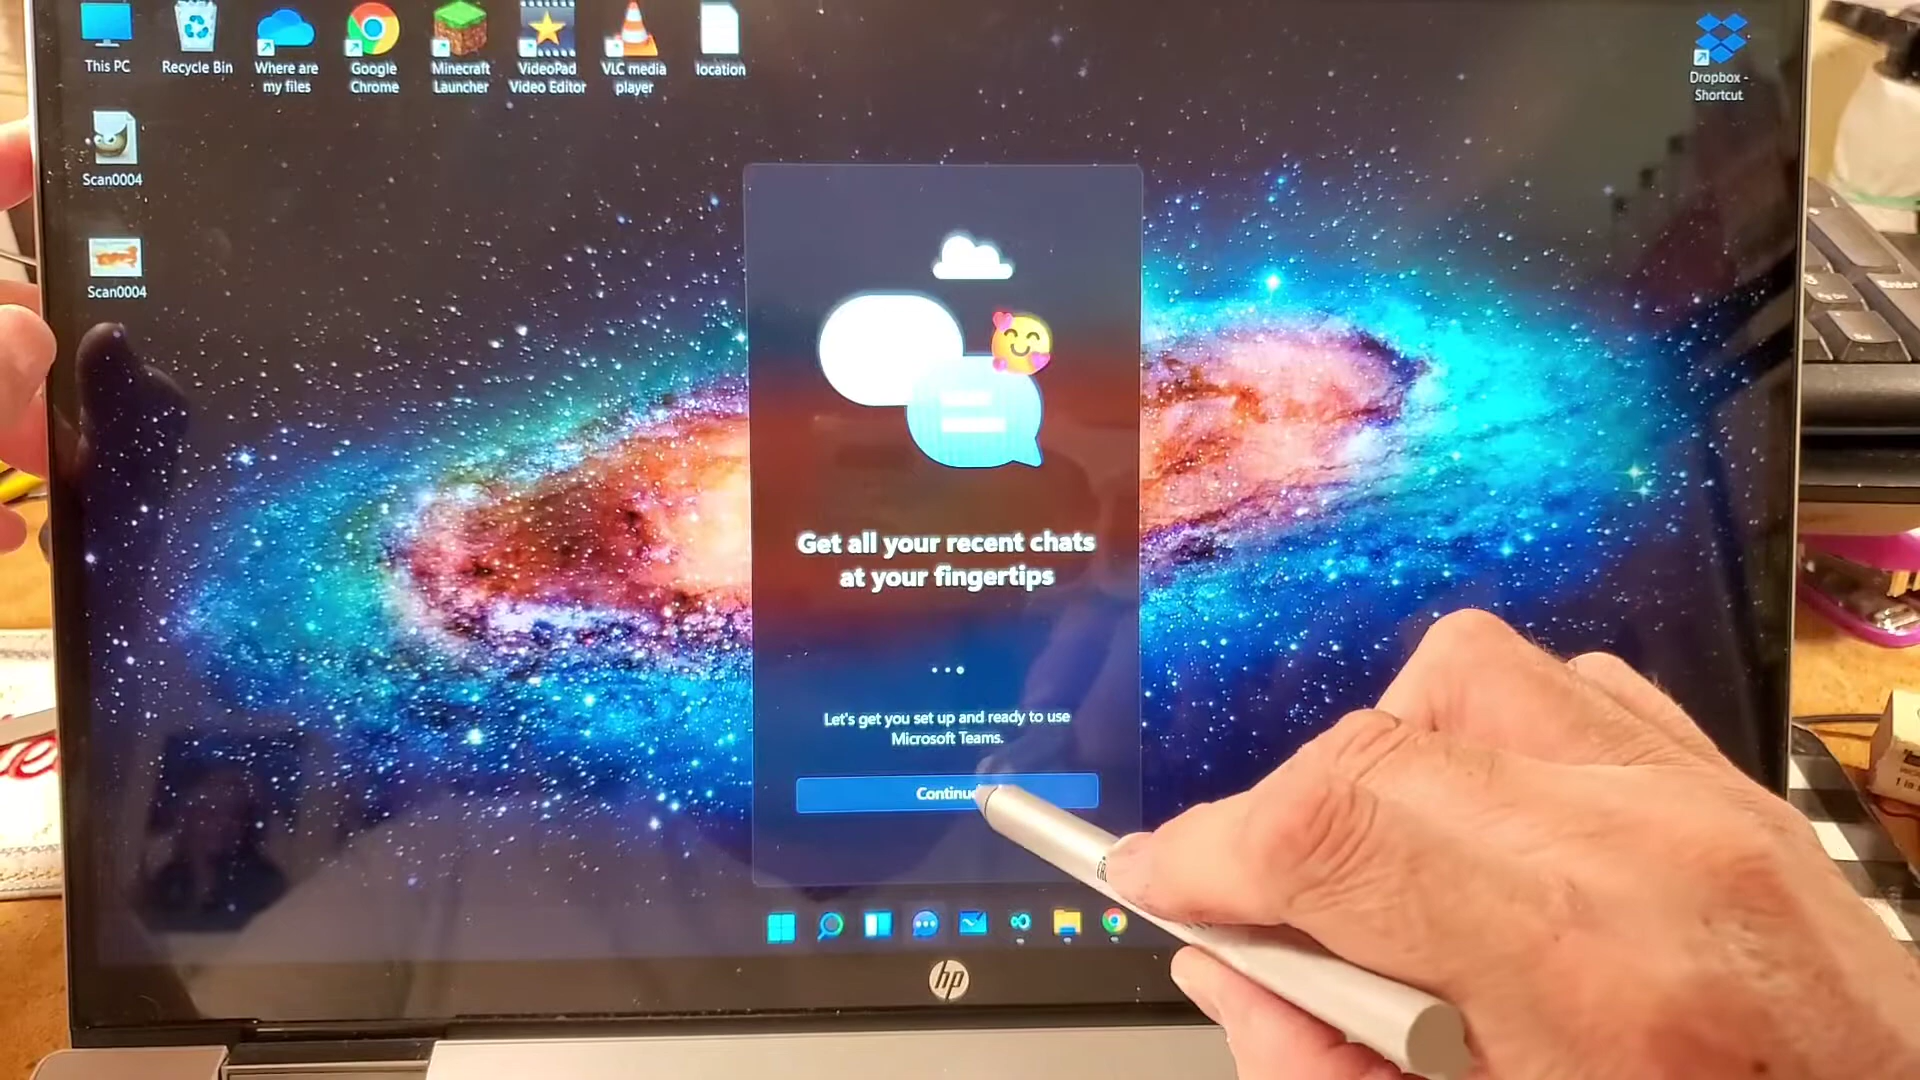 This PC
Recycle Bin
Where are
my files
Google
Chrome
Minecraft
Launcher
VideoPad
Video Editor
VLC media
player
location
Dropbox -
Shortcut
Scan0004
Scan0004
Get all your recent chats
at your fingertips
Let's get you set up and ready to use
Microsoft Teams.
Continue
hp
Enter